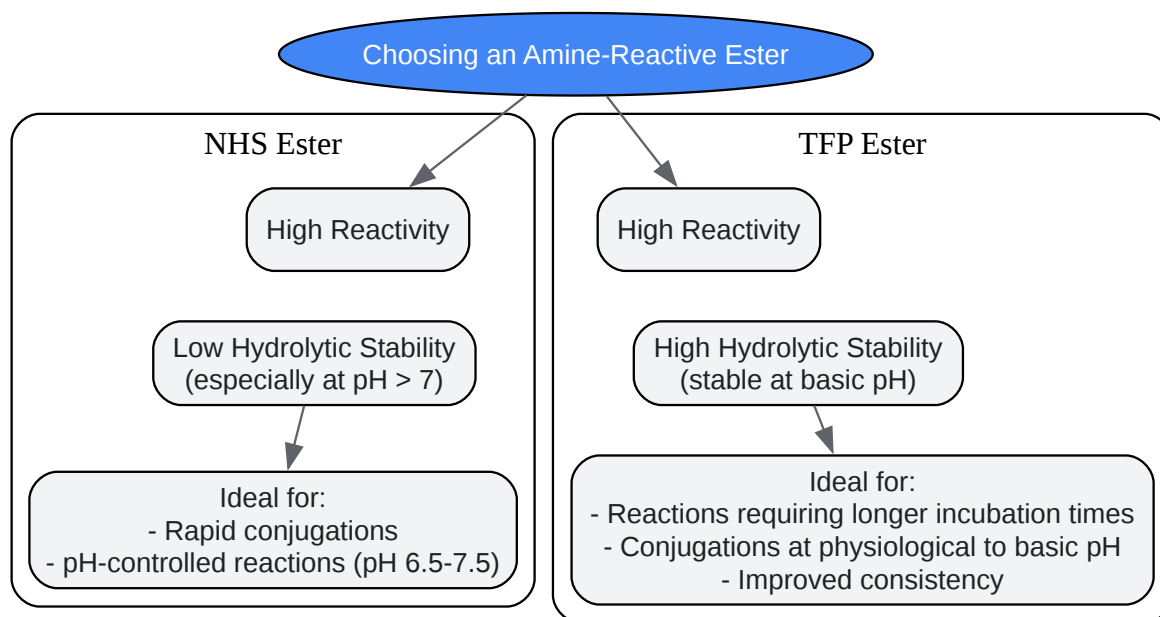 Choosing an Amine-Reactive Ester
NHS Ester
High Reactivity
Low Hydrolytic Stability
(especially at pH > 7)
Ideal for:
- Rapid conjugations
- pH-controlled reactions (pH 6.5-7.5)
TFP Ester
High Reactivity
High Hydrolytic Stability
(stable at basic pH)
Ideal for:
- Reactions requiring longer incubation times
- Conjugations at physiological to basic pH
- Improved consistency